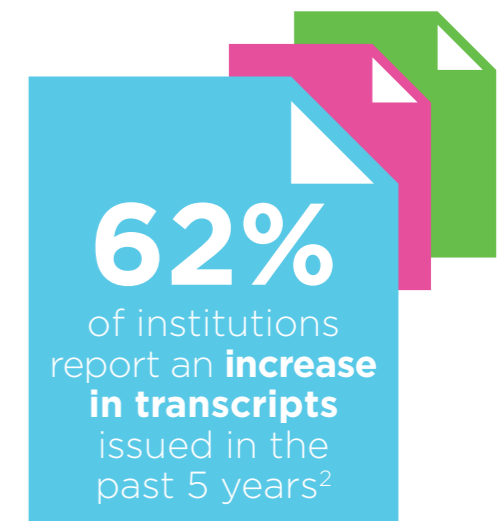 62%
of institutions
report an increase
in transcripts
issued in the
past 5 years²